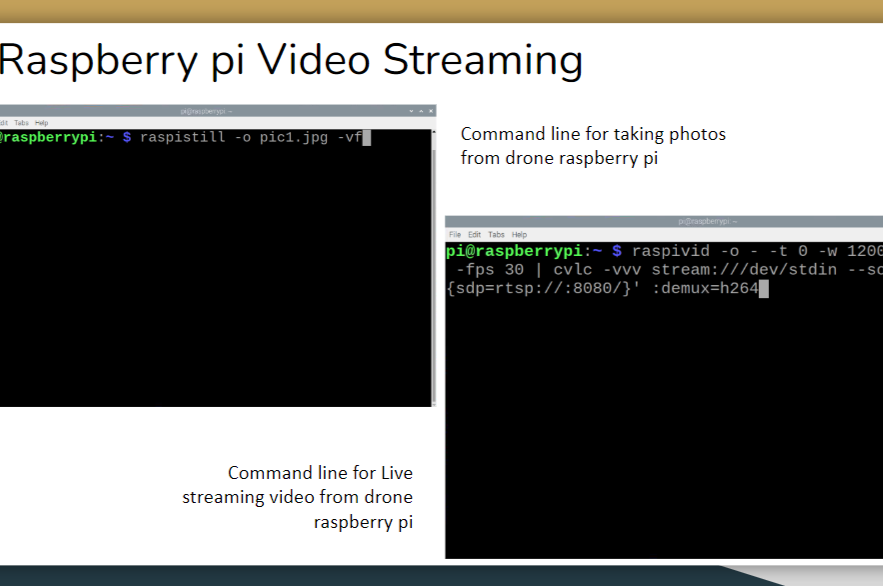 Raspberry pi Video Streaming
pi@raspberrypi: ~
Edit Tabs Help
@raspberrypi:~ $ raspistill -o pic1.jpg -vf
Command line for taking photos
from drone raspberry pi
pi@raspberrypi: ~
File Edit Tabs Help
pi@raspberrypi:~ $ raspivid -o - -t 0 -w 1200
-fps 30 | cvlc -vvv stream:///dev/stdin --so
{sdp=rtsp://:8080/}' :demux=h264
Command line for Live
streaming video from drone
raspberry pi